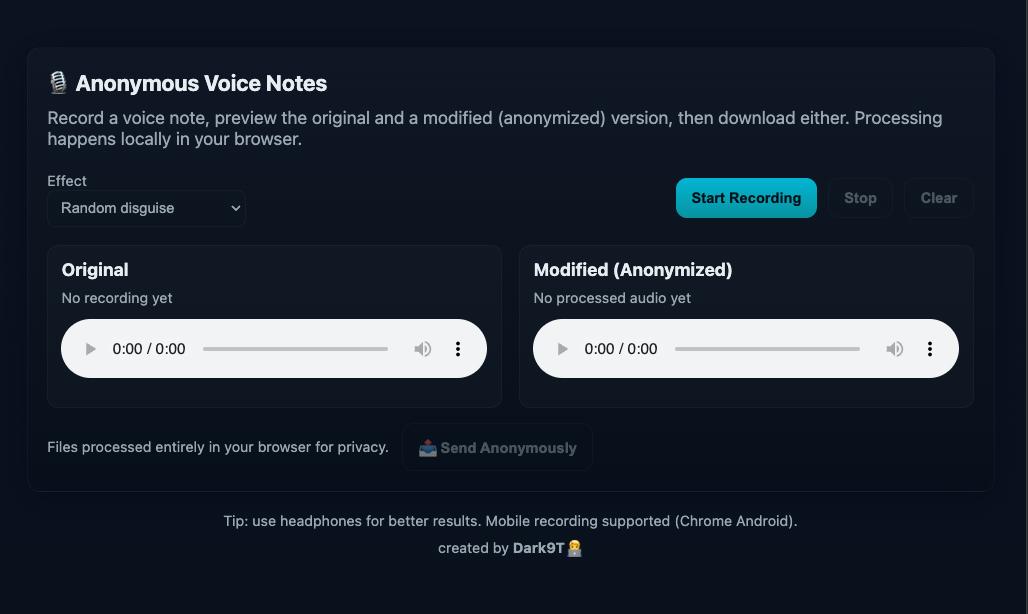 🎙️ Anonymous Voice Notes
Record a voice note, preview the original and a modified (anonymized) version, then download either. Processing
happens locally in your browser.
Effect
Random disguise
Start Recording
Stop
Clear
Original
No recording yet
0:00 / 0:00
Modified (Anonymized)
No processed audio yet
0:00 / 0:00
Files processed entirely in your browser for privacy.
📤 Send Anonymously
Tip: use headphones for better results. Mobile recording supported (Chrome Android).
created by Dark9T👨‍💻